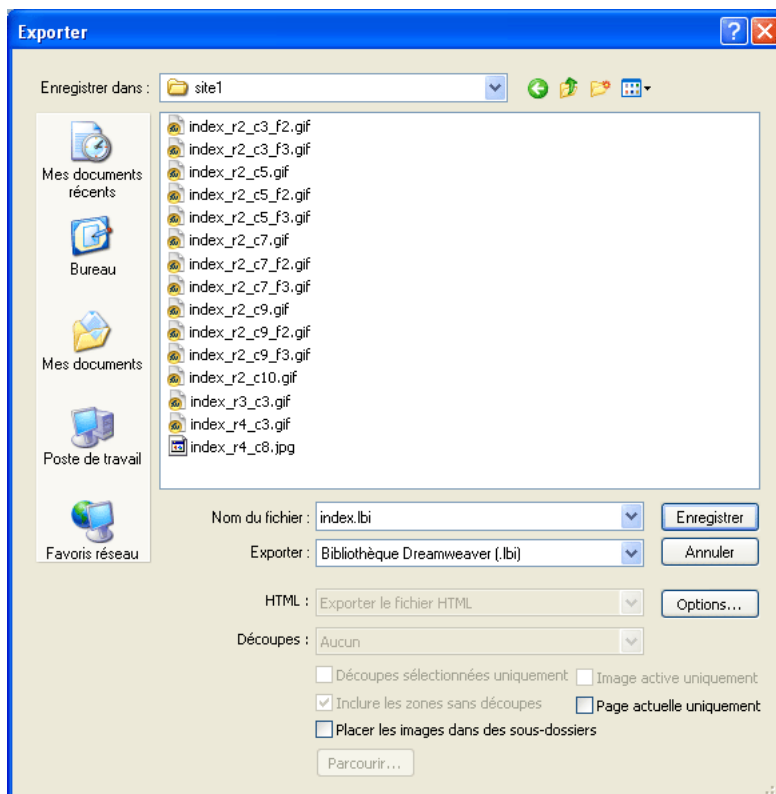 Exporter
Enregistrer dans :
site1
Mes documents
récents
Bureau
Mes documents
Poste de travail
Favoris réseau
index_r2_c3_f2.gif
index_r2_c3_f3.gif
index_r2_c5.gif
index_r2_c5_f2.gif
index_r2_c5_f3.gif
index_r2_c7.gif
index_r2_c7_f2.gif
index_r2_c7_f3.gif
index_r2_c9.gif
index_r2_c9_f2.gif
index_r2_c9_f3.gif
index_r2_c10.gif
index_r3_c3.gif
index_r4_c3.gif
index_r4_c8.jpg
Nom du fichier :
index.lbi
Enregistrer
Exporter :
Bibliothèque Dreamweaver (.lbi)
Annuler
HTML :
Exporter le fichier HTML
Options...
Découpes :
Aucun
Découpes sélectionnées uniquement
Image active uniquement
Inclure les zones sans découpes
Page actuelle uniquement
Placer les images dans des sous-dossiers
Parcourir...